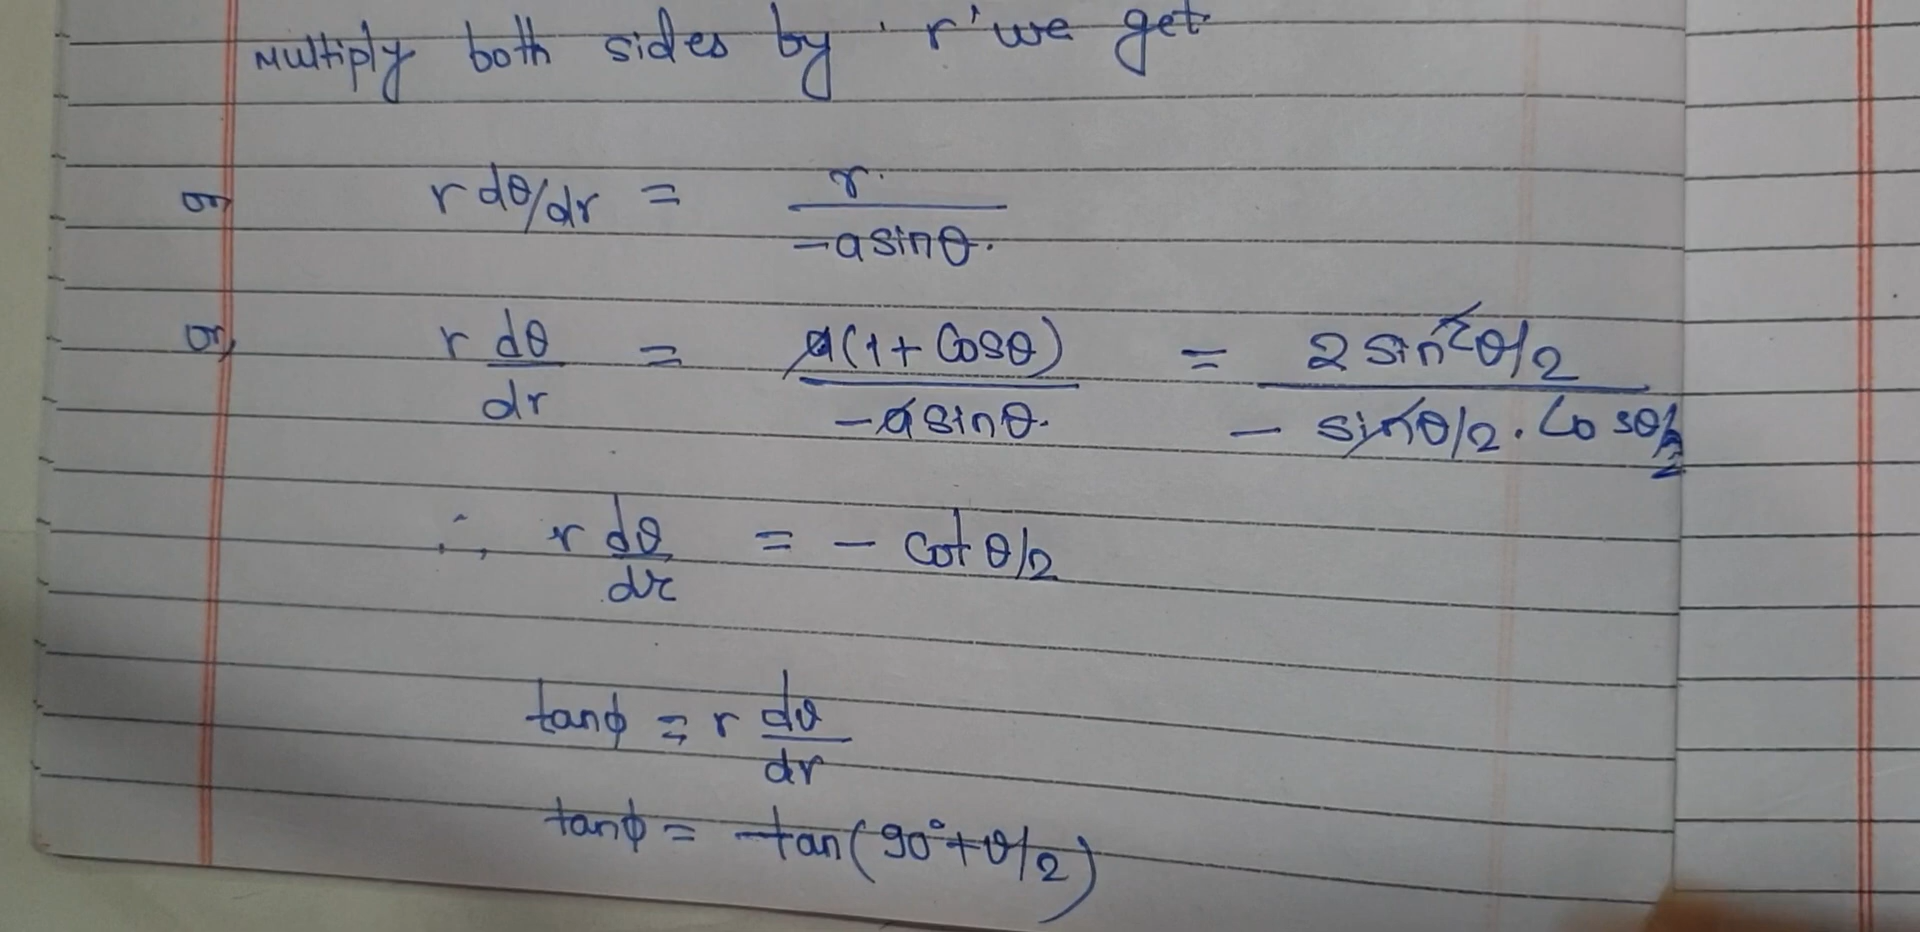 Multiply both sides by 'r' we get
or r dθ/dr = r / -a sinθ.
or r dθ/dr = a(1 + Cosθ) / -a sinθ. = 2 sin²θ/2 / - sinθ/2 . Cosθ/2
∴ r dθ/dr = - cot θ/2
tanϕ = r dθ/dr
tanϕ = -tan(90° + θ/2)